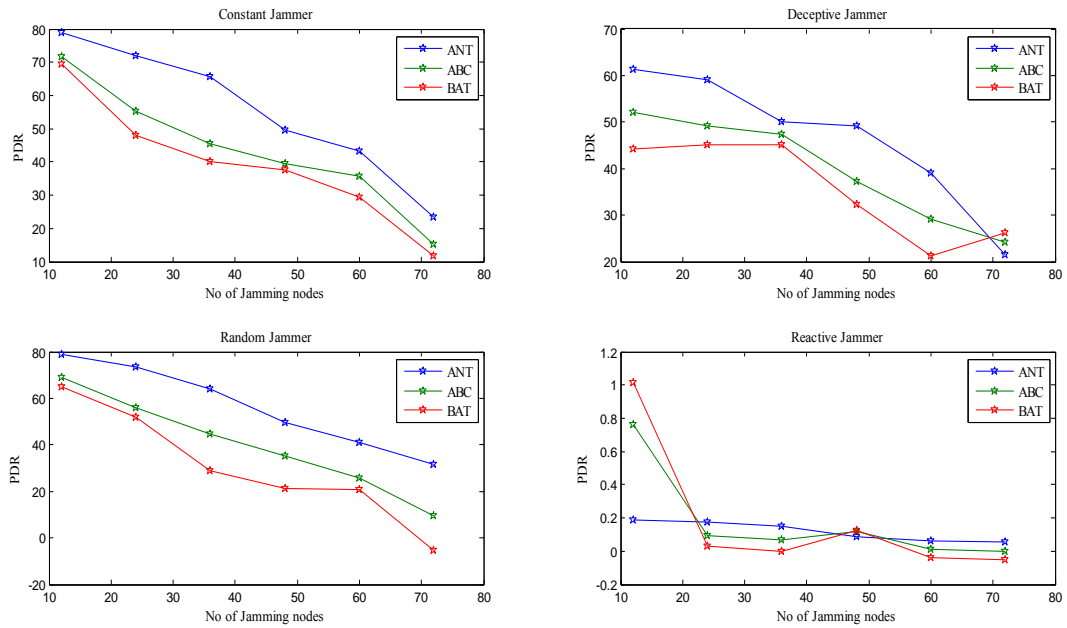 Constant Jammer
80
70
60
50
40
30
20
10
PDR
10 20 30 40 50 60 70 80
No of Jamming nodes
ANT
ABC
BAT
Deceptive Jammer
70
60
50
40
30
20
PDR
10 20 30 40 50 60 70 80
No of Jamming nodes
ANT
ABC
BAT
Random Jammer
80
60
40
20
0
-20
PDR
10 20 30 40 50 60 70 80
No of Jamming nodes
ANT
ABC
BAT
Reactive Jammer
1.2
1
0.8
0.6
0.4
0.2
0
-0.2
PDR
10 20 30 40 50 60 70 80
No of Jamming nodes
ANT
ABC
BAT